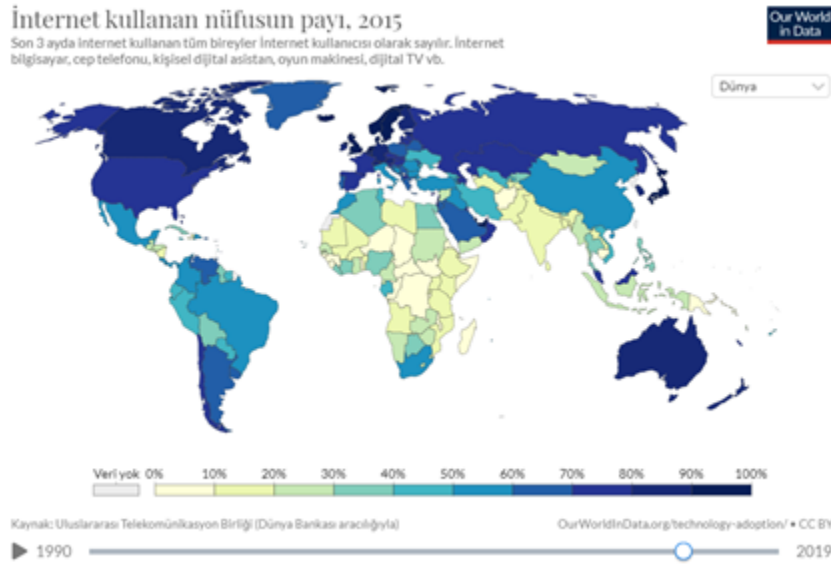 İnternet kullanan nüfusun payı, 2015
Our World
in Data
Son 3 ayda internet kullanan tüm bireyler İnternet kullanıcısı olarak sayılır. İnternet
bilgisayar, cep telefonu, kişisel dijital asistan, oyun makinesi, dijital TV vb.
Dünya
Veri yok 0% 10% 20% 30% 40% 50% 60% 70% 80% 90% 100%
Kaynak: Uluslararası Telekomünikasyon Birliği (Dünya Bankası aracılığıyla)
OurWorldInData.org/technology-adoption/ • CC BY
1990
2019